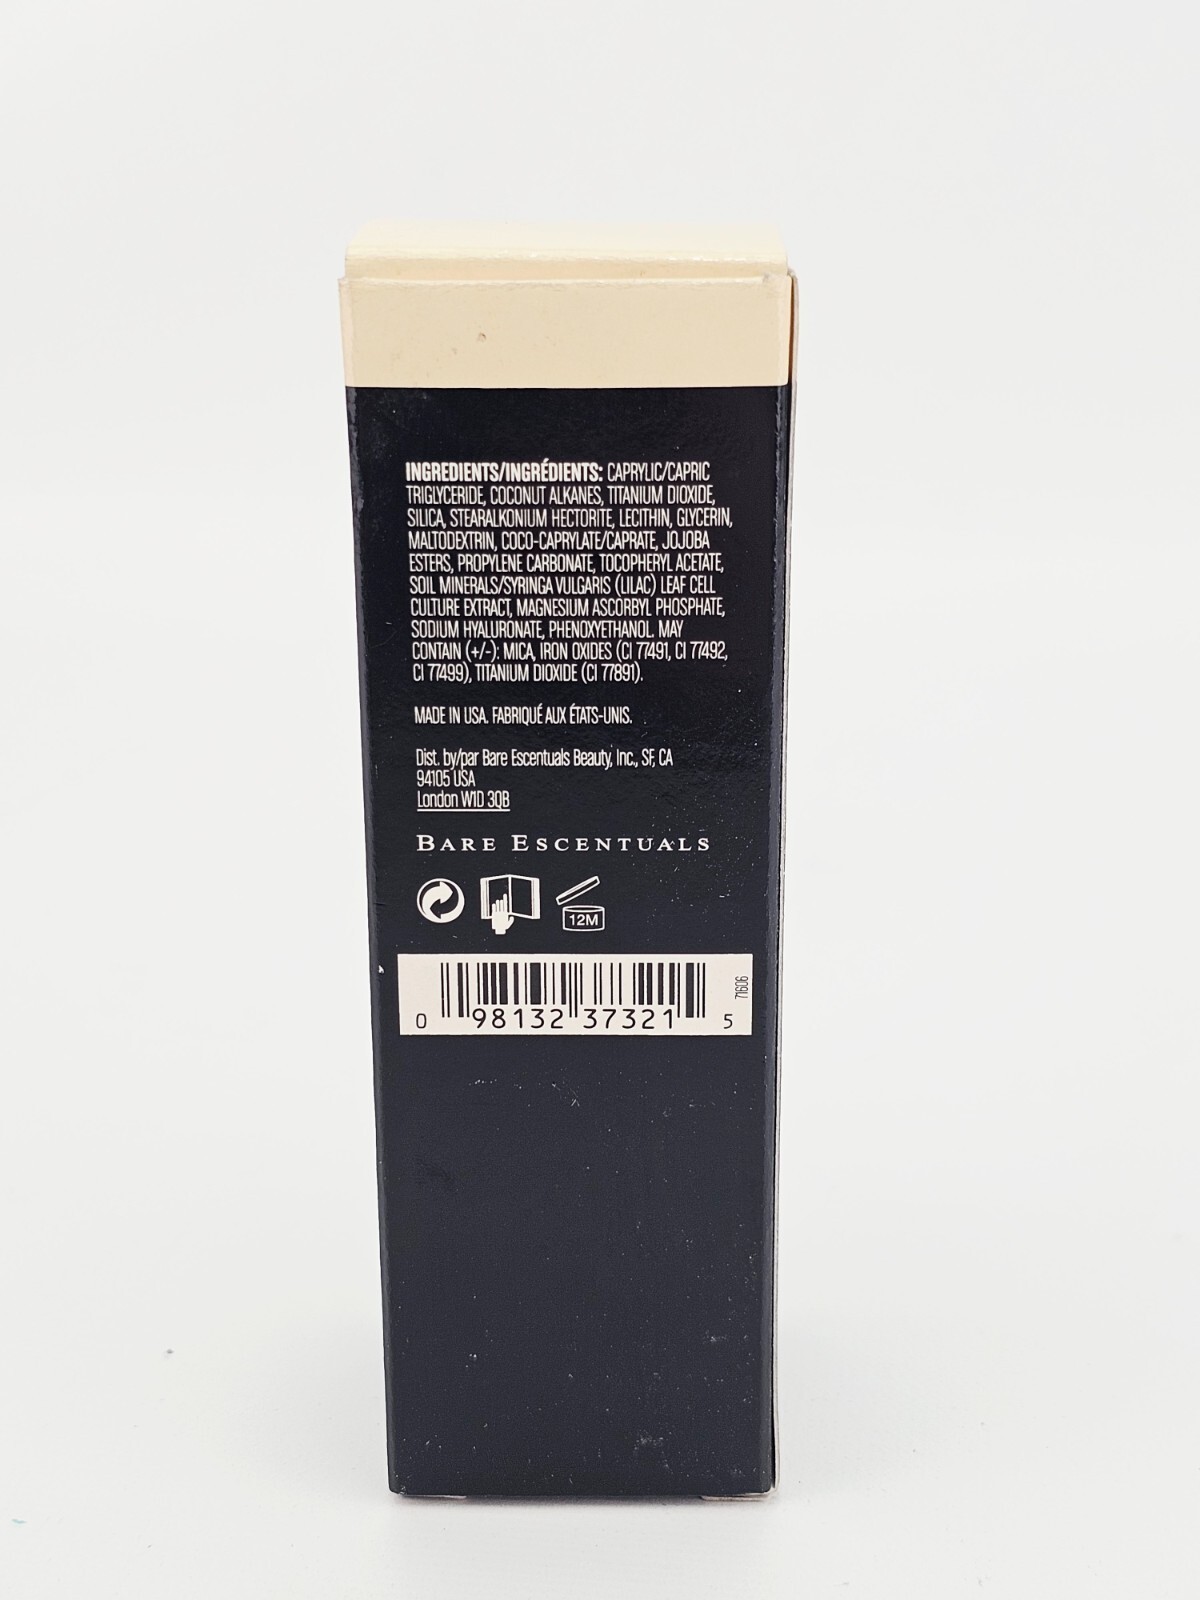 INGREDIENTS/INGRÉDIENTS: CAPRYLIC/CAPRIC
TRIGLYCERIDE, COCONUT ALKANES, TITANIUM DIOXIDE,
SILICA, STEARALKONIUM HECTORITE, LECITHIN, GLYCERIN,
MALTODEXTRIN, COCO-CAPRYLATE/CAPRATE, JOJOBA
ESTERS, PROPYLENE CARBONATE, TOCOPHERYL ACETATE,
SOIL MINERALS/SYRINGA VULGARIS (LILAC) LEAF CELL
CULTURE EXTRACT, MAGNESIUM ASCORBYL PHOSPHATE,
SODIUM HYALURONATE, PHENOXYETHANOL. MAY
CONTAIN (+/-): MICA, IRON OXIDES (CI 77491, CI 77492,
CI 77499), TITANIUM DIOXIDE (CI 77891).
MADE IN USA. FABRIQUÉ AUX ÉTATS-UNIS.
Dist. by/par Bare Escentuals Beauty, Inc., SF, CA
94105 USA
London W1D 3QB
BARE ESCENTUALS
12M
71606
0 98132 37321 5